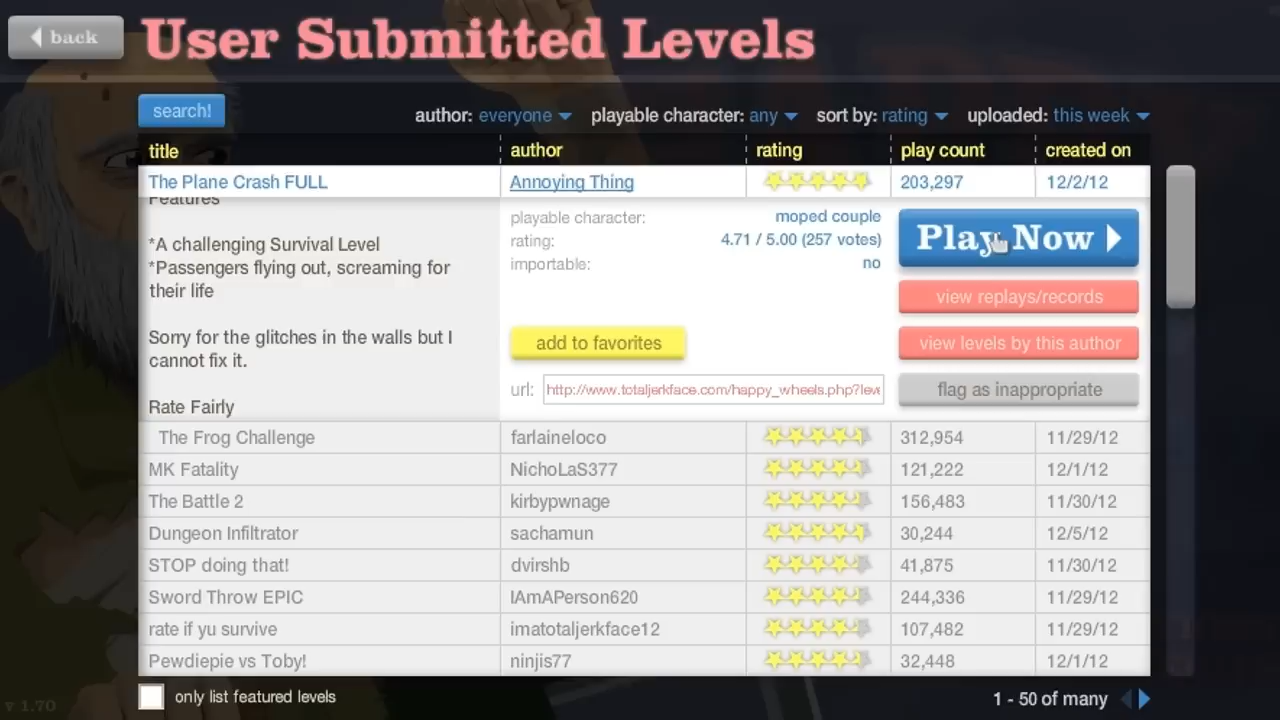 back
User Submitted Levels
search!
author: everyone playable character: any sort by: rating uploaded: this week
title author rating play count created on
The Plane Crash FULL Annoying Thing 203,297 12/2/12
Features
*A challenging Survival Level
*Passengers flying out, screaming for
their life
Sorry for the glitches in the walls but I
cannot fix it.
Rate Fairly
playable character: moped couple
rating: 4.71 / 5.00 (257 votes)
importable: no
add to favorites
url: http://www.totaljerkface.com/happy_wheels.php?leve
Play Now
view replays/records
view levels by this author
flag as inappropriate
The Frog Challenge farlaineloco 312,954 11/29/12
MK Fatality NichoLaS377 121,222 12/1/12
The Battle 2 kirbypwnage 156,483 11/30/12
Dungeon Infiltrator sachamun 30,244 12/5/12
STOP doing that! dvirshb 41,875 11/30/12
Sword Throw EPIC IAmAPerson620 244,336 11/29/12
rate if yu survive imatotaljerkface12 107,482 11/29/12
Pewdiepie vs Toby! ninjis77 32,448 12/1/12
only list featured levels
1 - 50 of many
v 1.70